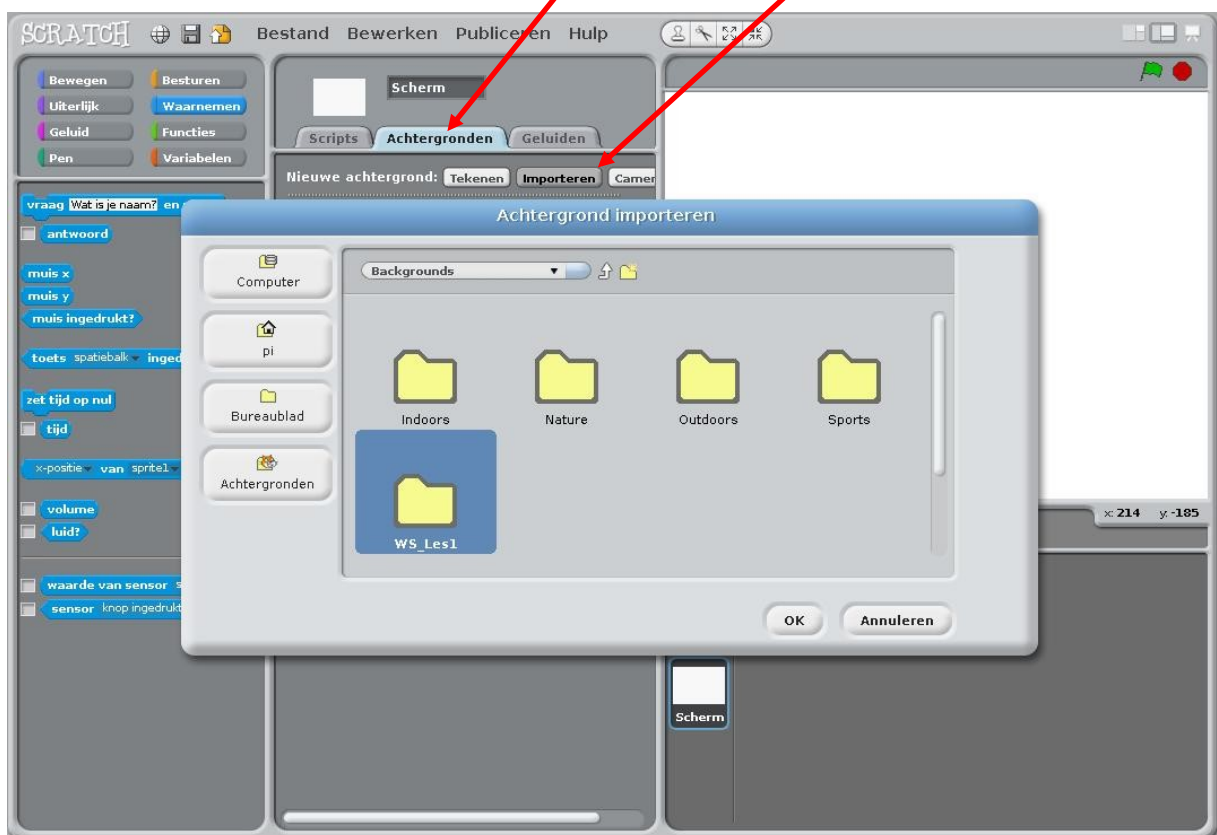 SCRATCH Bestand Bewerken Publiceren Hulp
Bewegen Besturen
Uiterlijk Waarnemen
Geluid Functies
Pen Variabelen
Scherm
Scripts Achtergronden Geluiden
Nieuwe achtergrond: Tekenen Importeren Camer
vraag Wat is je naam? en
antwoord
muis x
muis y
muis ingedrukt?
toets spatiebalk inged
zet tijd op nul
tijd
x-positie van sprite1
volume
luid?
waarde van sensor s
sensor knop ingedrukt
Achtergrond importeren
Computer
pi
Bureaublad
Achtergronden
Backgrounds
Indoors Nature Outdoors Sports
WS_Les1
OK Annuleren
x: 214 y: -185
Scherm